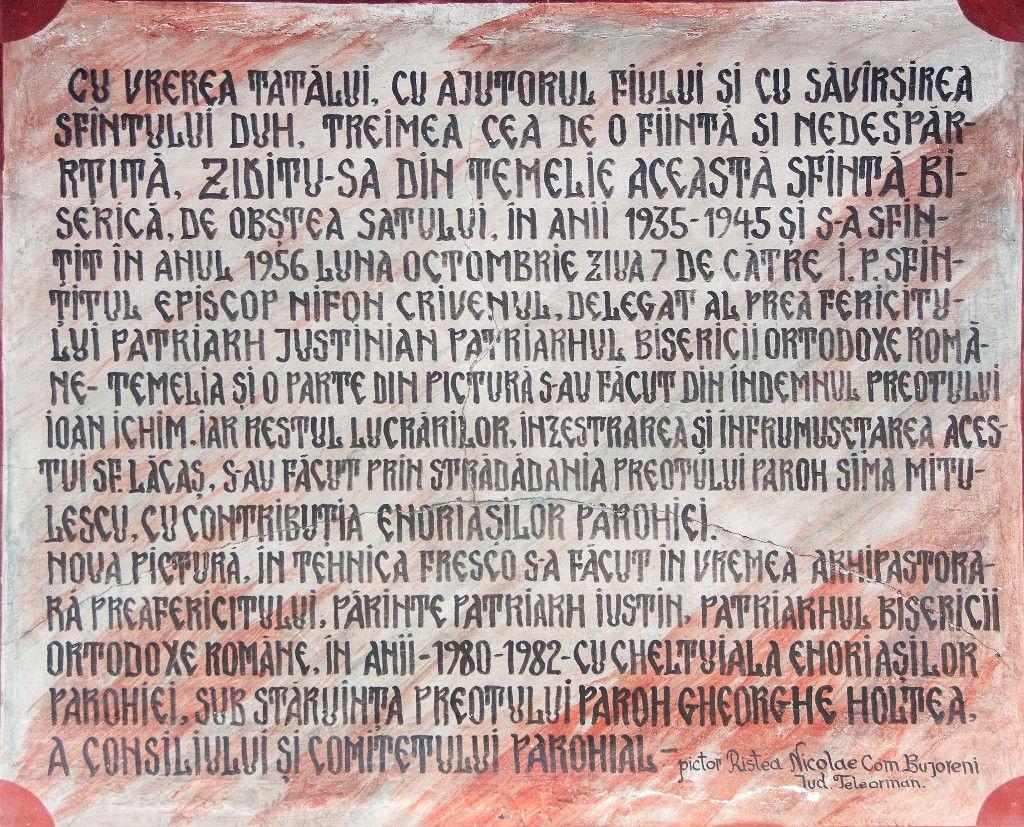 CU VREREA TATĂLUI, CU AJUTORUL FIULUI ȘI CU SĂVÎRȘIREA
SFÎNTULUI DUH, TREIMEA CEA DE O FIINTĂ SI NEDESPĂR-
RȚITĂ, ZIDITU-SA DIN TEMELIE ACEASTĂ SFÎNTĂ BI-
SERICĂ, DE OBȘTEA SATULUI, IN ANII 1935-1945 ȘI S-A SFIN-
ȚIT ÎN ANUL 1956 LUNA OCTOMBRIE ZIUA 7 DE CĂTRE Î.P. SFIN-
ȚITUL EPISCOP NIFON CRIVENUL, DELEGAT AL PREA FERICITU-
LUI PATRIARH JUSTINIAN PATRIARHUL BISERICII ORTODOXE ROMÂ-
NE- TEMELIA ȘI O PARTE DIN PICTURĂ S-AU FĂCUT DIN ÎNDEMNUL PREOTULUI
IOAN ICHIM. IAR RESTUL LUCRĂRILOR, ÎNZESTRAREA ȘI ÎNFRUMUSEȚAREA ACES-
TUI SF. LĂCAȘ, S-AU FĂCUT PRIN STRĂDĂDANIA PREOTULUI PAROH SIMA MITU-
LESCU, CU CONTRIBUȚIA ENORIAȘILOR PAROHIEI.
NOUA PICTURĂ, ÎN TEHNICA FRESCO S-A FĂCUT ÎN VREMEA ARHIPASTORA-
RA PREAFERICITULUI, PĂRINTE PATRIARH IUSTIN, PATRIARHUL BISERICII
ORTODOXE ROMÂNE, ÎN ANII-1980-1982-CU CHELTUIALA ENORIAȘILOR
PAROHIEI, SUB STĂRUINȚA PREOTULUI PAROH GHEORGHE HOLTEA,
A CONSILIULUI ȘI COMITETULUI PAROHIAL - pictor Ristea Nicolae Com. Bujoreni
Jud. Teleorman.